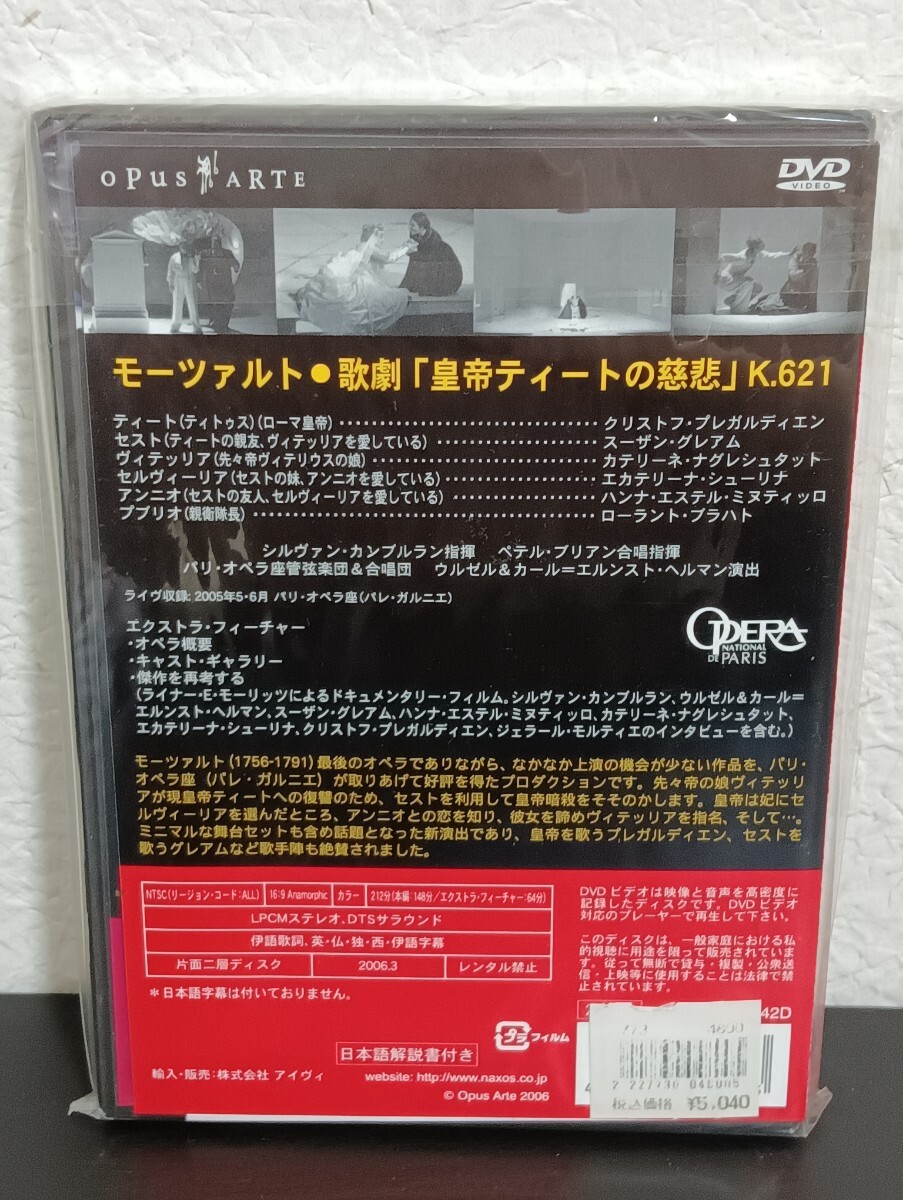 OPUS ARTE
DVD
VIDEO
モーツァルト●歌劇「皇帝ティートの慈悲」K.621
ティート(ティトゥス)(ローマ皇帝) ………………………… クリストフ・プレガルディエン
セスト(ティートの親友、ヴィテッリアを愛している) ………………… スーザン・グレアム
ヴィテッリア(先々帝ヴィテリウスの娘) ………………………… カテリーネ・ナグレシュタット
セルヴィーリア(セストの妹、アンニオを愛している) ………………… エカテリーナ・シューリナ
アンニオ(セストの友人、セルヴィーリアを愛している) ………………… ハンナ・エステル・ミヌティッロ
プブリオ(親衛隊長) ……………………………………… ローラント・ブラハト
シルヴァン・カンブルラン指揮 ペテル・ブリアン合唱指揮
パリ・オペラ座管弦楽団&合唱団 ウルゼル&カール=エルンスト・ヘルマン演出
ライヴ収録: 2005年5・6月 パリ・オペラ座(パレ・ガルニエ)
OPERA
NATIONAL
DE PARIS
エクストラ・フィーチャー
・オペラ概要
・キャスト・ギャラリー
・傑作を再考する
(ライナー・E・モーリッツによるドキュメンタリー・フィルム。シルヴァン・カンブルラン、ウルゼル&カール=
エルンスト・ヘルマン、スーザン・グレアム、ハンナ・エステル・ミヌティッロ、カテリーネ・ナグレシュタット、
エカテリーナ・シューリナ、クリストフ・プレガルディエン、ジェラール・モルティエのインタビューを含む。)
モーツァルト(1756-1791)最後のオペラでありながら、なかなか上演の機会が少ない作品を、パリ・
オペラ座(パレ・ガルニエ)が取りあげて好評を得たプロダクションです。先々帝の娘ヴィテッリ
アが現皇帝ティートへの復讐のため、セストを利用して皇帝暗殺をそそのかします。皇帝は妃にセ
ルヴィーリアを選んだところ、アンニオとの恋を知り、彼女を諦めヴィテッリアを指名、そして…。
ミニマルな舞台セットも含め話題となった新演出であり、皇帝を歌うプレガルディエン、セストを
歌うグレアムなど歌手陣も絶賛されました。
NTSC(リージョン・コード:ALL) 16:9 Anamorphic カラー 212分(本編:148分/エクストラ・フィーチャー:64分)
LPCMステレオ、DTSサラウンド
伊語歌詞、英・仏・独・西・伊語字幕
片面二層ディスク 2006.3 レンタル禁止
*日本語字幕は付いておりません。
DVDビデオは映像と音声を高密度に
記録したディスクです。DVDビデオ
対応のプレーヤーで再生して下さい。
このディスクは、一般家庭における私
的視聴に用途を限って販売されていま
す。従って無断で貸与・複製・公衆送
信・上映等に使用することは法律で禁
止されています。
42D
プラ フィルム
日本語解説書付き
輸入・販売:株式会社 アイヴィ
website: http://www.naxos.co.jp
© Opus Arte 2006
税込価格 ¥5,040